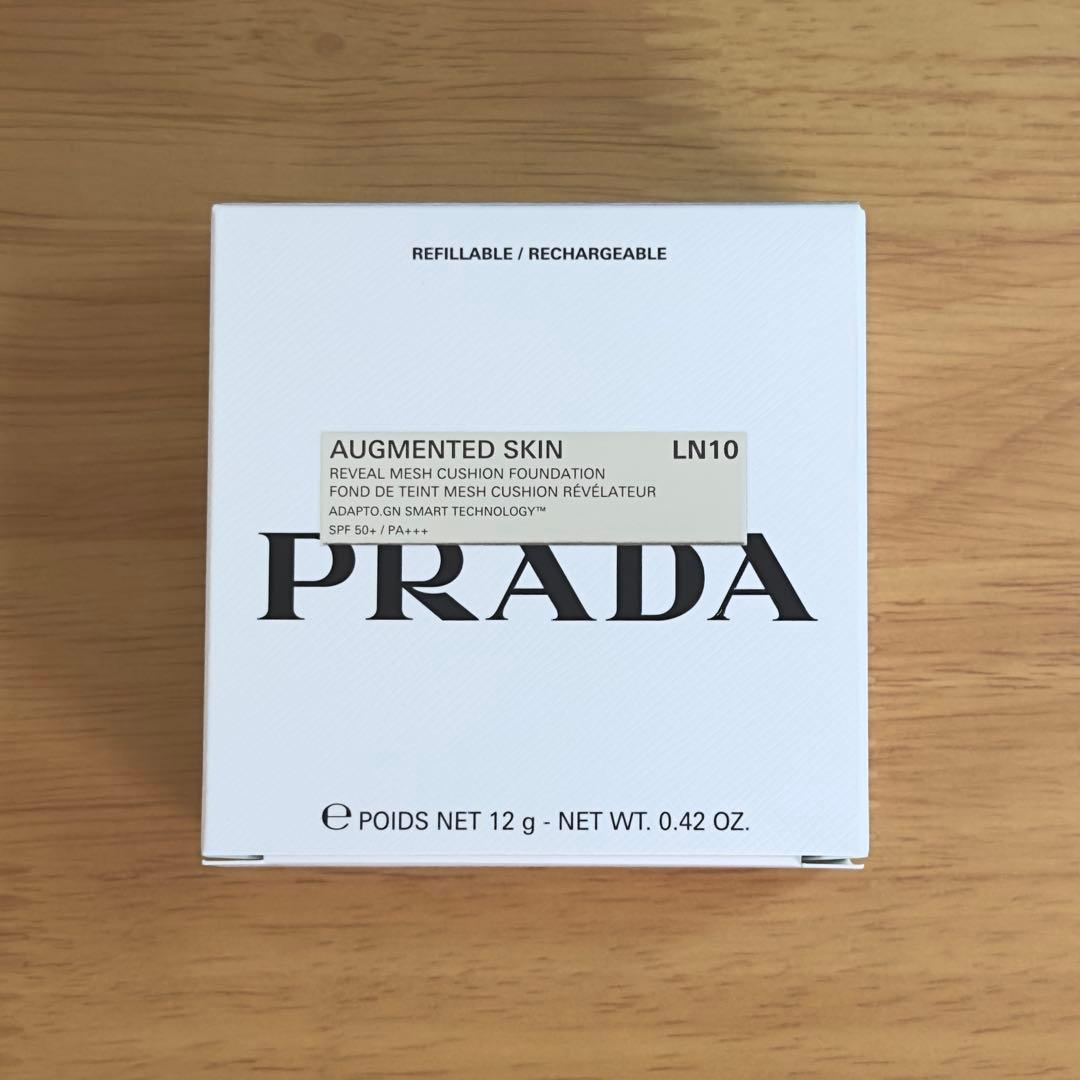 REFILLABLE / RECHARGEABLE
AUGMENTED SKIN LN10
REVEAL MESH CUSHION FOUNDATION
FOND DE TEINT MESH CUSHION RÉVÉLATEUR
ADAPTO.GN SMART TECHNOLOGY™
SPF 50+ / PA+++
PRADA
℮ POIDS NET 12 g - NET WT. 0.42 OZ.